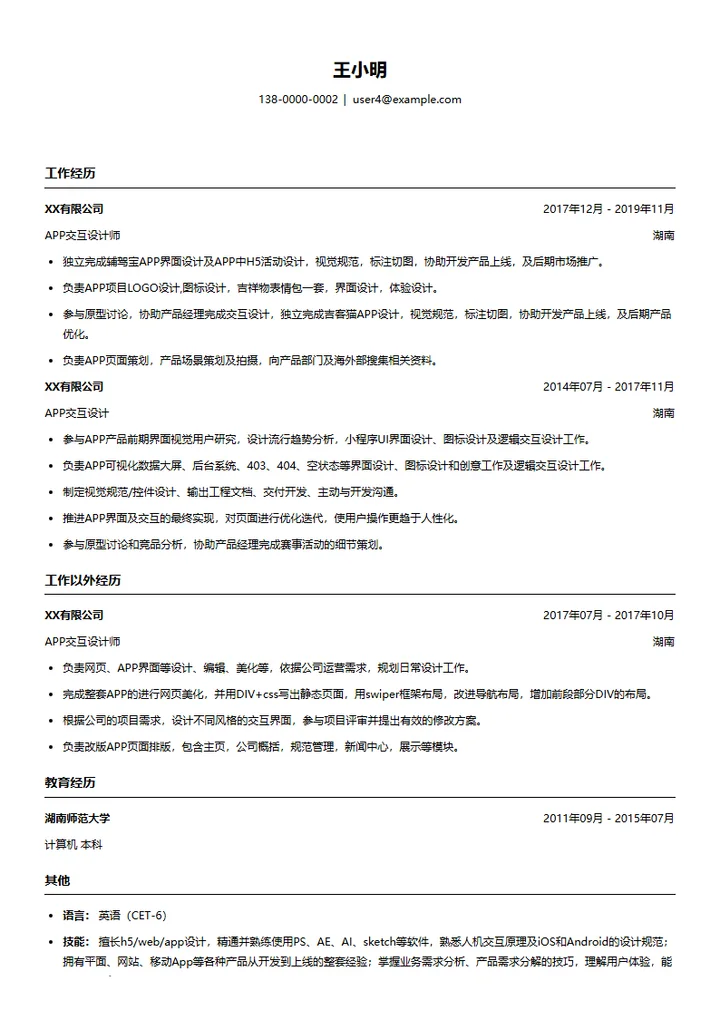 王小明
138-0000-0002 | user4@example.com
工作经历
XX有限公司 2017年12月 - 2019年11月
APP交互设计师 湖南
• 独立完成辅驾宝APP界面设计及APP中H5活动设计，视觉规范，标注切图，协助开发产品上线，及后期市场推广。
• 负责APP项目LOGO设计,图标设计，吉祥物表情包一套，界面设计，体验设计。
• 参与原型讨论，协助产品经理完成交互设计，独立完成吉客猫APP设计，视觉规范，标注切图，协助开发产品上线，及后期产品
优化。
• 负责APP页面策划，产品场景策划及拍摄，向产品部门及海外部搜集相关资料。
XX有限公司 2014年07月 - 2017年11月
APP交互设计 湖南
• 参与APP产品前期界面视觉用户研究，设计流行趋势分析，小程序UI界面设计、图标设计及逻辑交互设计工作。
• 负责APP可视化数据大屏、后台系统、403、404、空状态等界面设计、图标设计和创意工作及逻辑交互设计工作。
• 制定视觉规范/控件设计、输出工程文档、交付开发、主动与开发沟通。
• 推进APP界面及交互的最终实现，对页面进行优化迭代，使用户操作更趋于人性化。
• 参与原型讨论和竞品分析，协助产品经理完成赛事活动的细节策划。
工作以外经历
XX有限公司 2017年07月 - 2017年10月
APP交互设计师 湖南
• 负责网页、APP界面等设计、编辑、美化等，依据公司运营需求，规划日常设计工作。
• 完成整套APP的进行网页美化，并用DIV+css写出静态页面，用swiper框架布局，改进导航布局，增加前段部分DIV的布局。
• 根据公司的项目需求，设计不同风格的交互界面，参与项目评审并提出有效的修改方案。
• 负责改版APP页面排版，包含主页，公司概括，规范管理，新闻中心，展示等模块。
教育经历
湖南师范大学 2011年09月 - 2015年07月
计算机 本科
其他
• 语言： 英语（CET-6）
• 技能： 擅长h5/web/app设计，精通并熟练使用PS、AE、AI、sketch等软件，熟悉人机交互原理及iOS和Android的设计规范；
拥有平面、网站、移动App等各种产品从开发到上线的整套经验；掌握业务需求分析、产品需求分解的技巧，理解用户体验，能